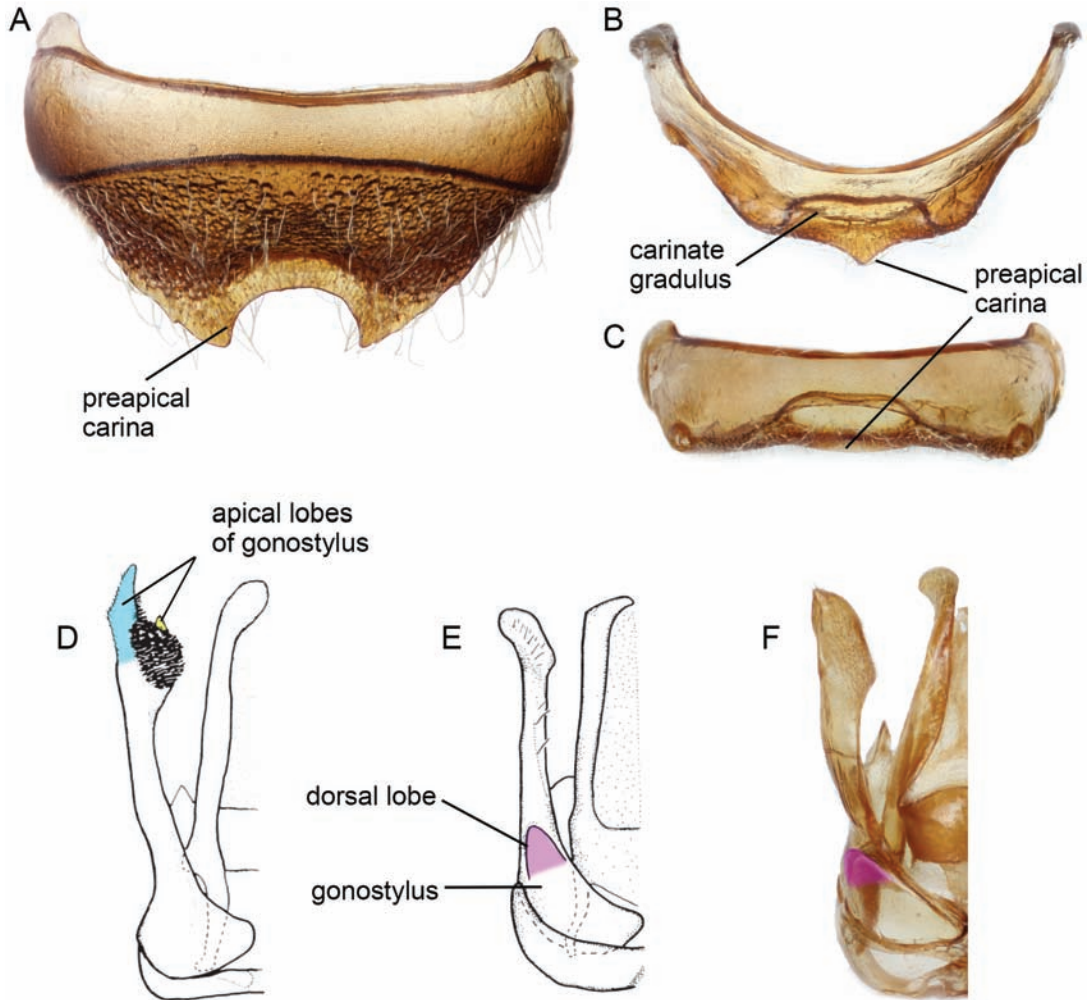 A
B
carinate
gradulus
preapical
carina
preapical
carina
C
apical lobes
of gonostylus
D
E
F
dorsal lobe
gonostylus